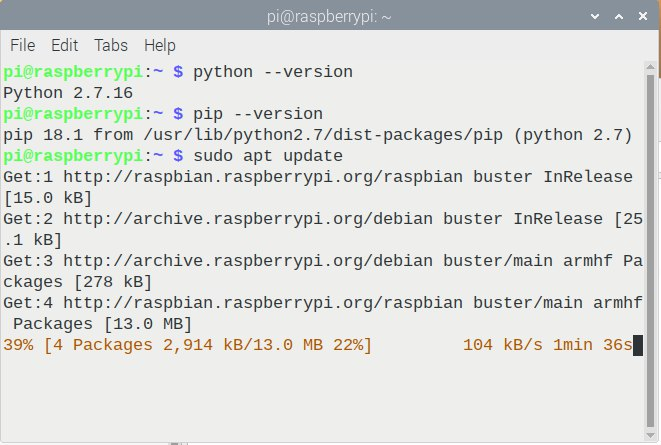 pi@raspberrypi: ~
File Edit Tabs Help
pi@raspberrypi:~ $ python --version
Python 2.7.16
pi@raspberrypi:~ $ pip --version
pip 18.1 from /usr/lib/python2.7/dist-packages/pip (python 2.7)
pi@raspberrypi:~ $ sudo apt update
Get:1 http://raspbian.raspberrypi.org/raspbian buster InRelease
[15.0 kB]
Get:2 http://archive.raspberrypi.org/debian buster InRelease [25
.1 kB]
Get:3 http://archive.raspberrypi.org/debian buster/main armhf Pa
ckages [278 kB]
Get:4 http://raspbian.raspberrypi.org/raspbian buster/main armhf
 Packages [13.0 MB]
39% [4 Packages 2,914 kB/13.0 MB 22%]         104 kB/s 1min 36s